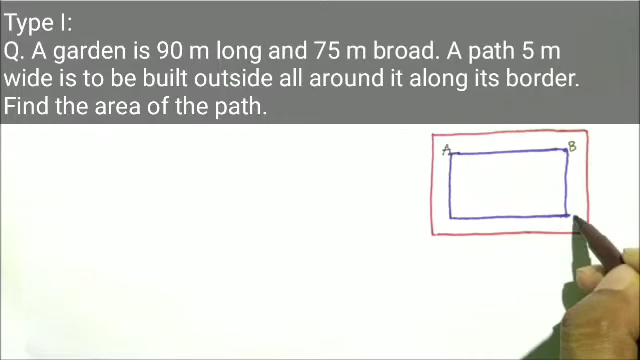 Type I:
Q. A garden is 90 m long and 75 m broad. A path 5 m
wide is to be built outside all around it along its border.
Find the area of the path.
A B